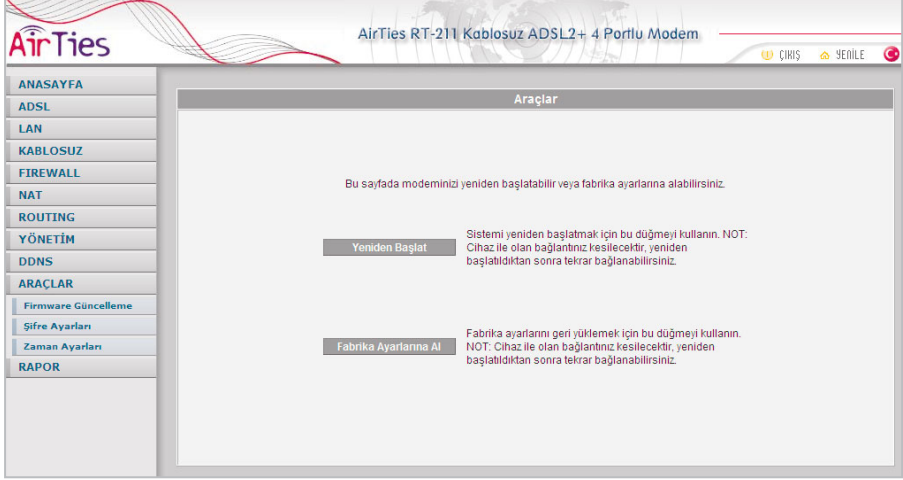 AirTies
AirTies RT-211 Kablosuz ADSL2+ 4 Portlu Modem
ÇIKIŞ
YENİLE
ANASAYFA
ADSL
LAN
KABLOSUZ
FIREWALL
NAT
ROUTING
YÖNETİM
DDNS
ARAÇLAR
Firmware Güncelleme
Şifre Ayarları
Zaman Ayarları
RAPOR
Araçlar
Bu sayfada modeminizi yeniden başlatabilir veya fabrika ayarlarına alabilirsiniz.
Yeniden Başlat
Sistemi yeniden başlatmak için bu düğmeyi kullanın. NOT:
Cihaz ile olan bağlantınız kesilecektir, yeniden
başlatıldıktan sonra tekrar bağlanabilirsiniz.
Fabrika Ayarlarına Al
Fabrika ayarlarını geri yüklemek için bu düğmeyi kullanın.
NOT: Cihaz ile olan bağlantınız kesilecektir, yeniden
başlatıldıktan sonra tekrar bağlanabilirsiniz.